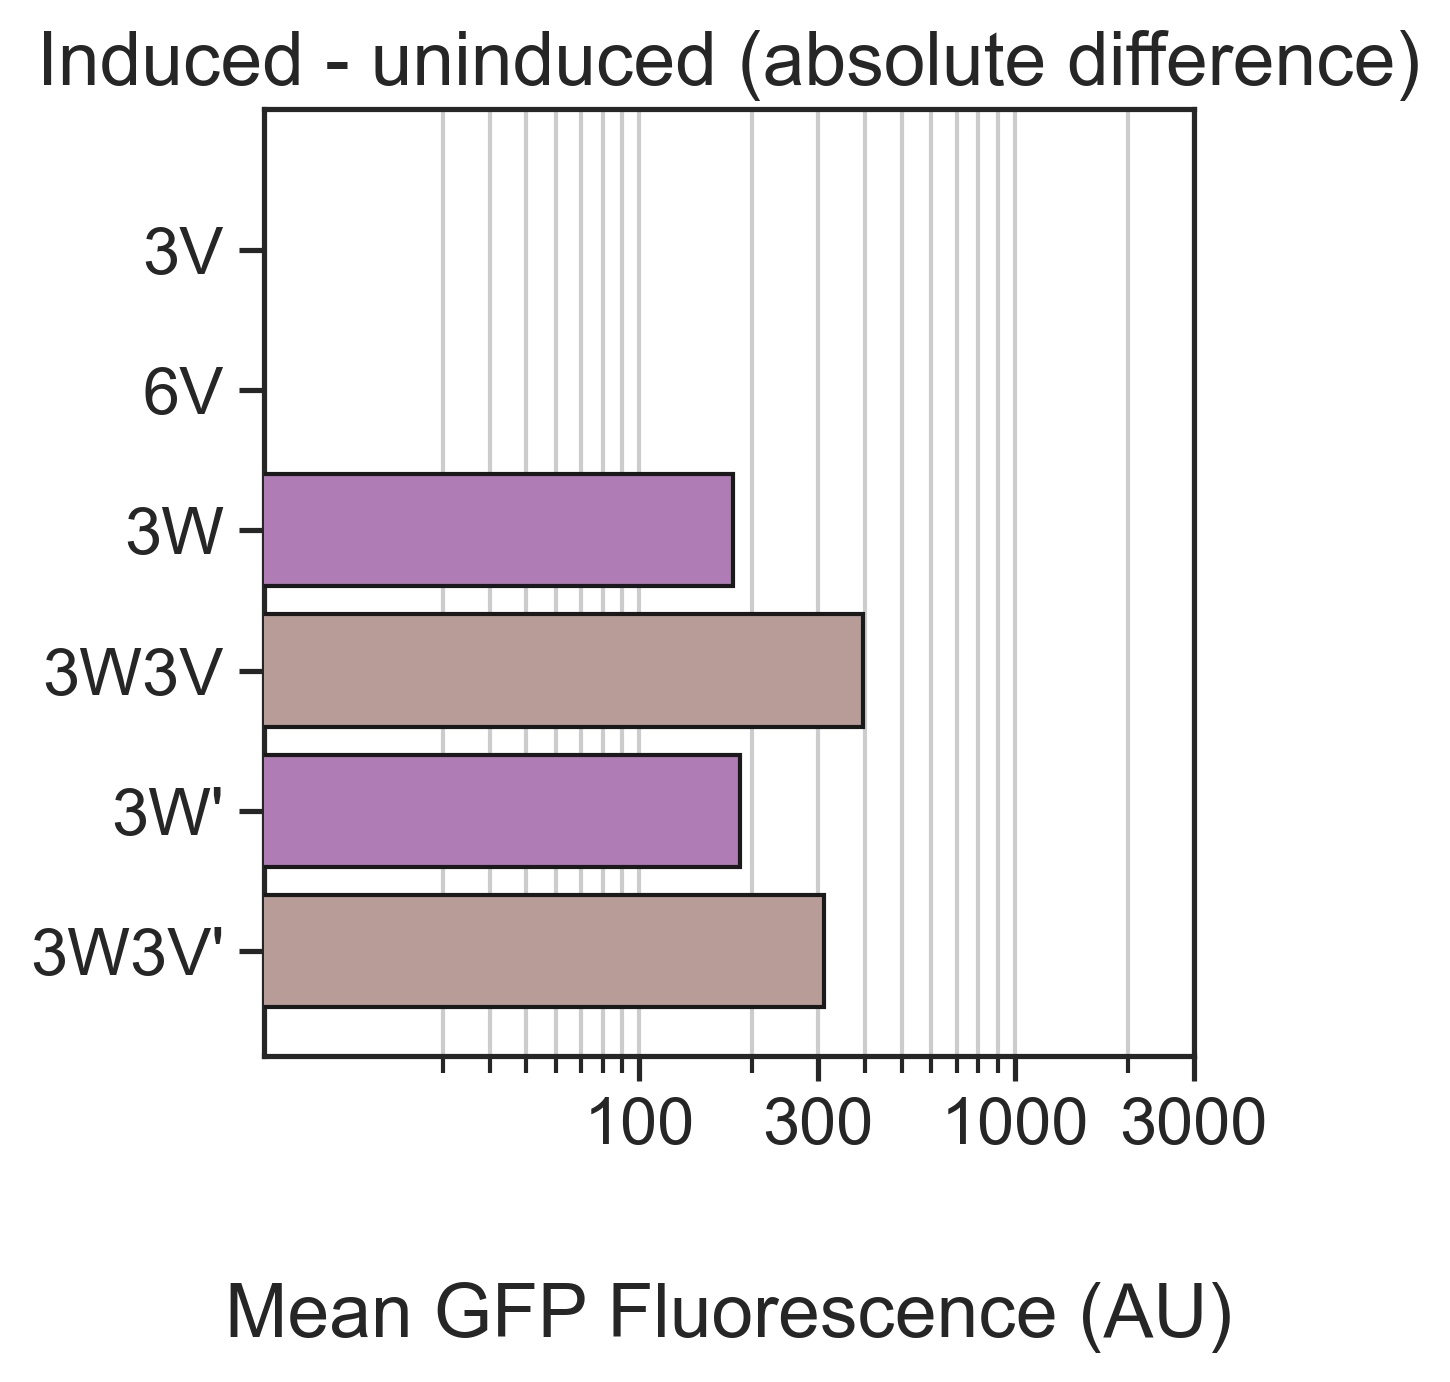 Induced - uninduced (absolute difference)
3V
6V
3W
3W3V
3W'
3W3V'
100 300 1000 3000
Mean GFP Fluorescence (AU)